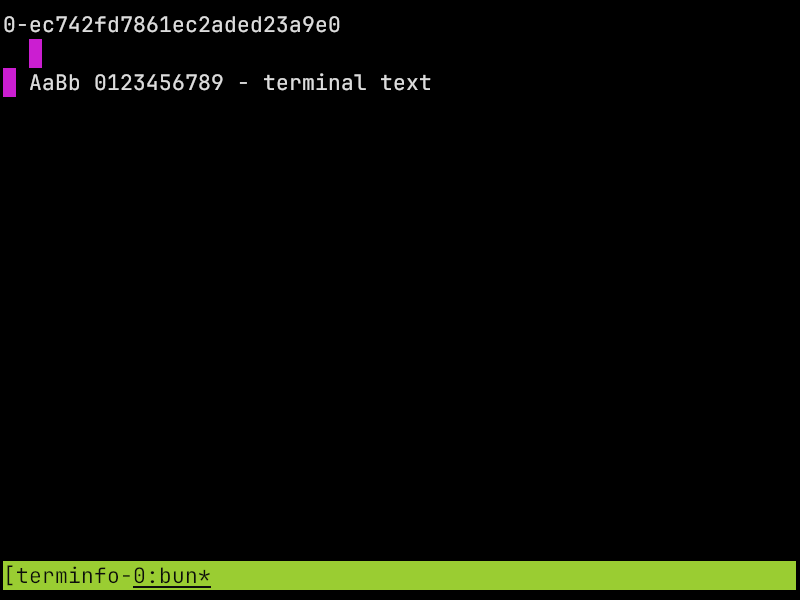 0-ec742fd7861ec2aded23a9e0
AaBb 0123456789 - terminal text
[terminfo-0:bun*